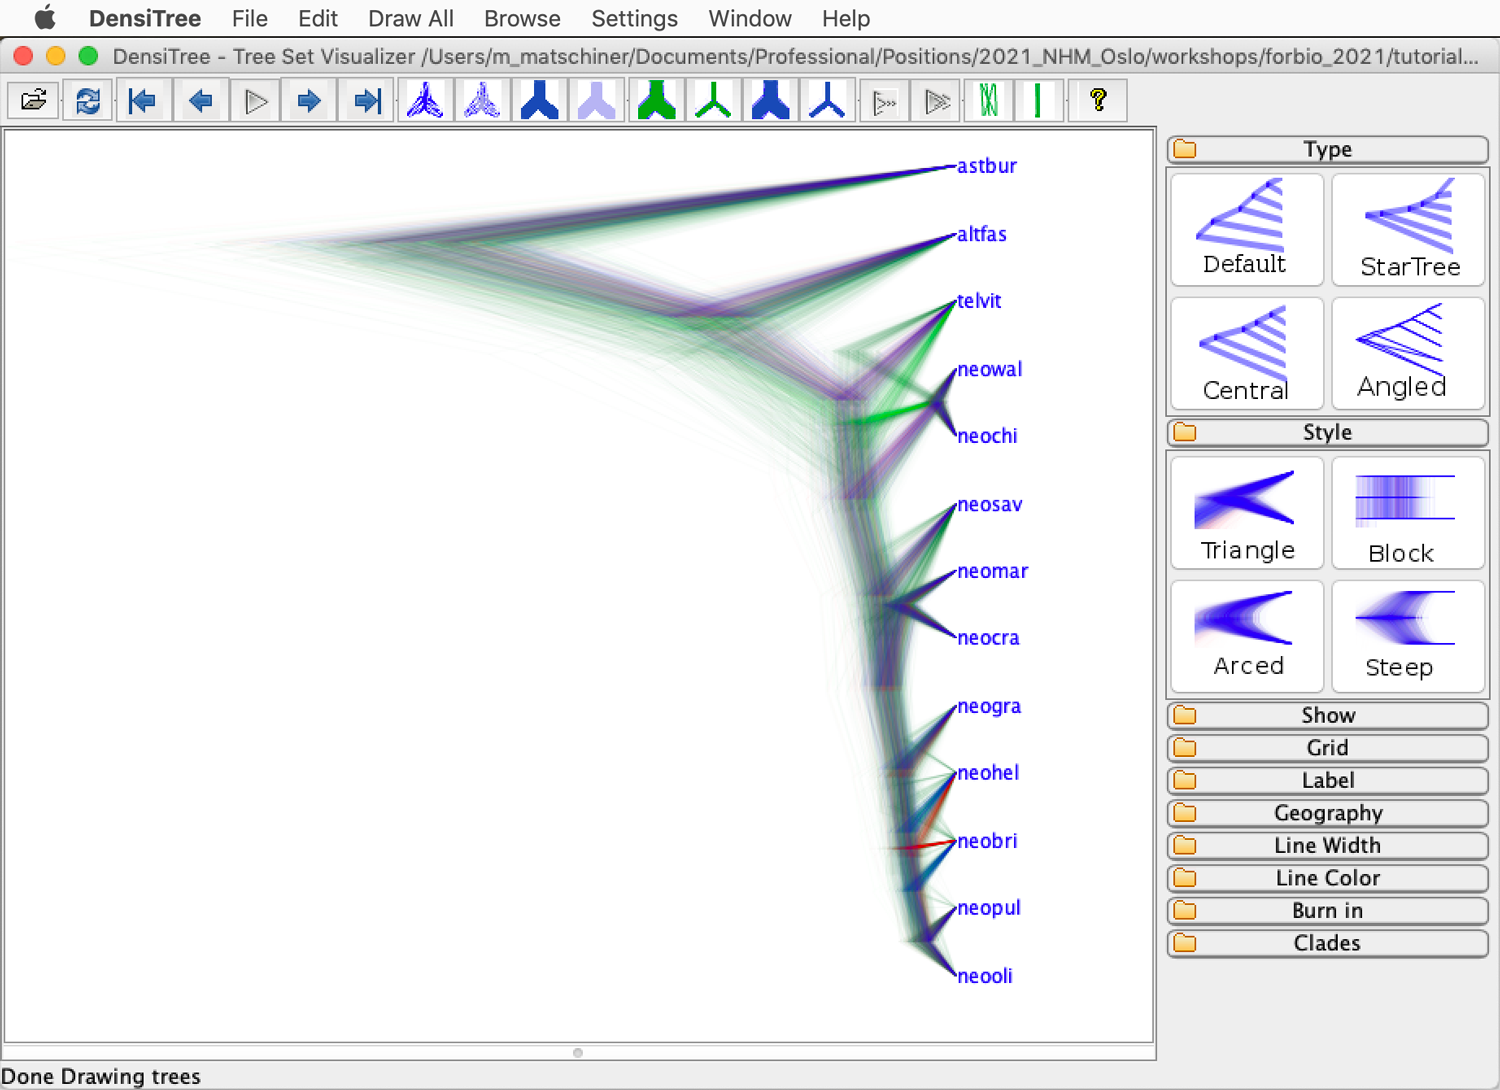 DensiTree File Edit Draw All Browse Settings Window Help
DensiTree - Tree Set Visualizer /Users/m_matschiner/Documents/Professional/Positions/2021_NHM_Oslo/workshops/forbio_2021/tutorial...
?
astbur
altfas
telvit
neowal
neochi
neosav
neomar
neocra
neogra
neohel
neobri
neopul
neooli
Type
Default StarTree
Central Angled
Style
Triangle Block
Arced Steep
Show
Grid
Label
Geography
Line Width
Line Color
Burn in
Clades
Done Drawing trees